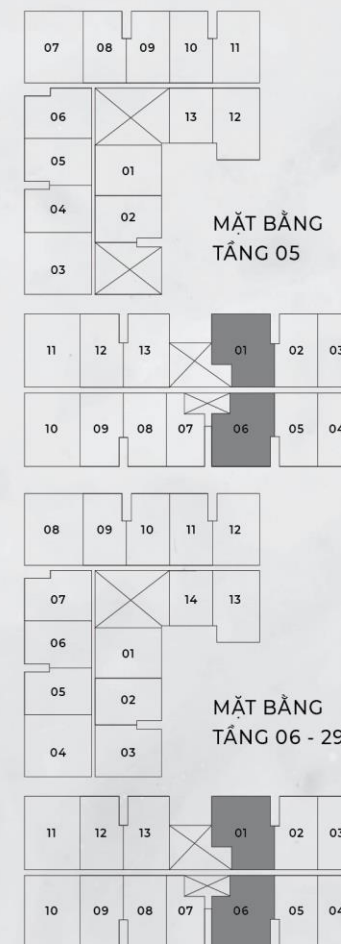 07 08 09 10 11
06 13 12
05 01
04 02
03
MẶT BẰNG
TẦNG 05
11 12 13 01 02 03
10 09 08 07 06 05 04
08 09 10 11 12
07 14 13
06 01
05 02
04 03
MẶT BẰNG
TẦNG 06 - 29
11 12 13 01 02 03
10 09 08 07 06 05 04